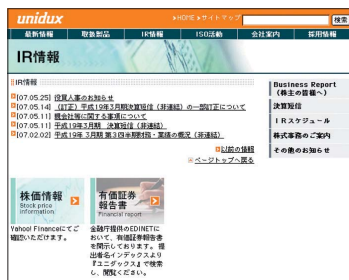 unidux
HOME サイトマップ 検索
最新情報 取扱製品 IR情報 ISO活動 会社案内 採用情報
IR情報
IR情報
[07.05.25] 役員人事のお知らせ
[07.05.14] (訂正)平成19年3月期決算短信(非連結)の一部訂正について
[07.05.11] 親会社等に関する事項について
[07.05.11] 平成19年3月期 決算短信(非連結)
[07.02.02] 平成19年 3月期 第3四半期財務・業績の概況(非連結)
以前の情報
ページトップへ戻る
Business Report
(株主の皆様へ)
決算短信
IRスケジュール
株式事務のご案内
その他のお知らせ
株価情報
Stock price
information
Yahoo! Financeにてご
確認いただけます。
有価証券
報告書
Financial report
金融庁提供のEDINETに
おいて、有価証券報告書
を開示しております。提
出者名インデックスより
『ユニダックス』で検索
し、閲覧ください。